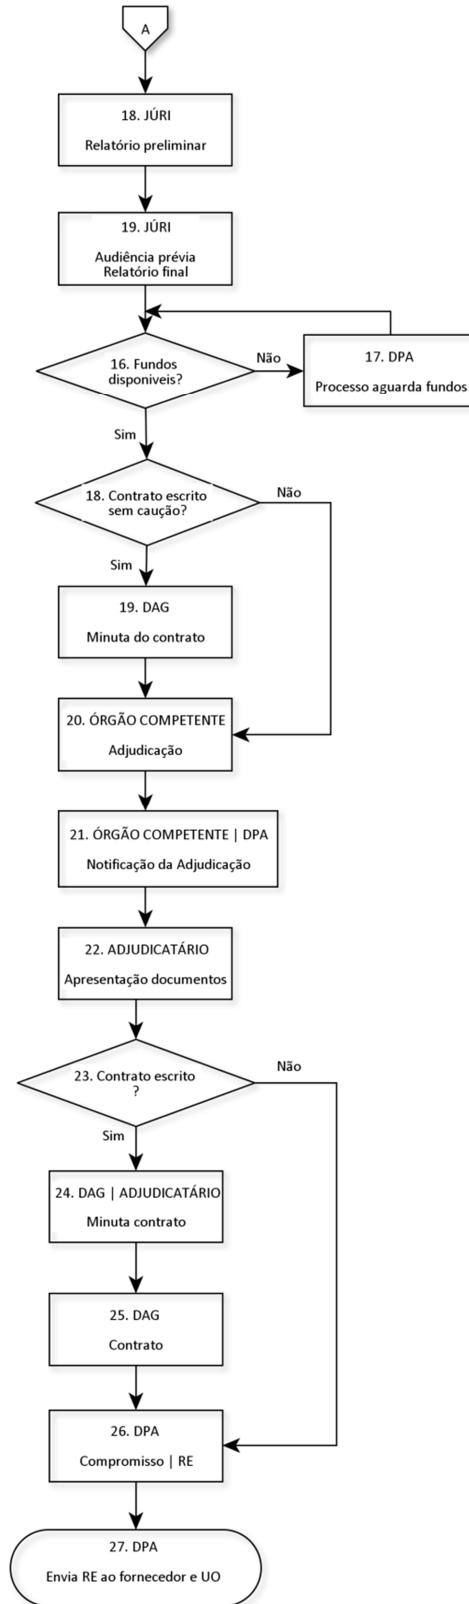 A
18. JÚRI
Relatório preliminar
19. JÚRI
Audiência prévia
Relatório final
16. Fundos
disponiveis?
Não
17. DPA
Processo aguarda fundos
Sim
18. Contrato escrito
sem caução?
Não
Sim
19. DAG
Minuta do contrato
20. ÓRGÃO COMPETENTE
Adjudicação
21. ÓRGÃO COMPETENTE | DPA
Notificação da Adjudicação
22. ADJUDICATÁRIO
Apresentação documentos
23. Contrato escrito
?
Não
Sim
24. DAG | ADJUDICATÁRIO
Minuta contrato
25. DAG
Contrato
26. DPA
Compromisso | RE
27. DPA
Envia RE ao fornecedor e UO